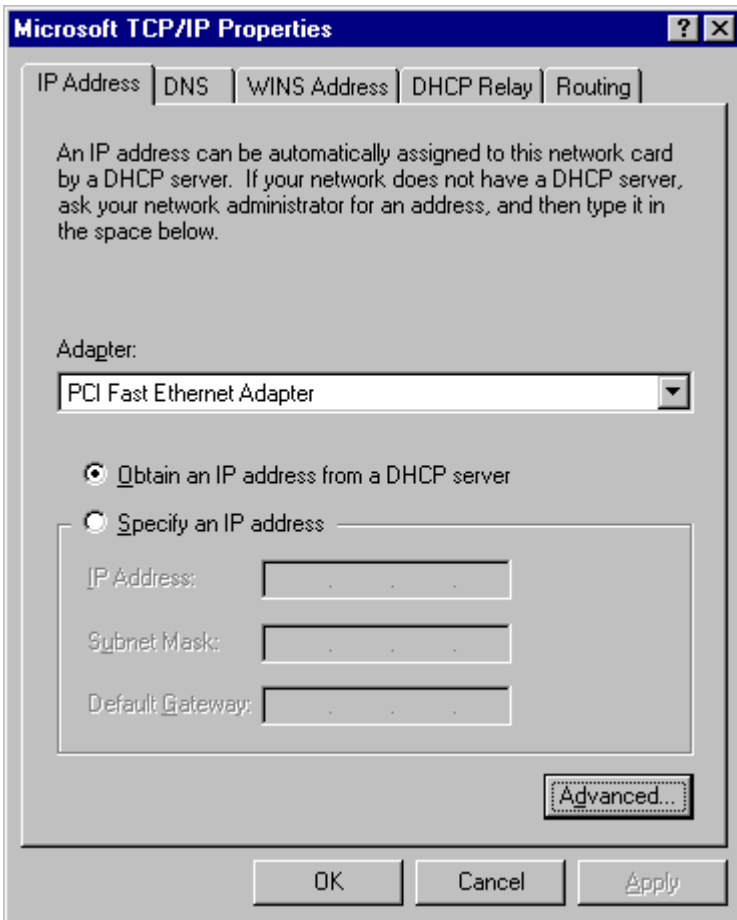 Microsoft TCP/IP Properties
IP Address DNS WINS Address DHCP Relay Routing
An IP address can be automatically assigned to this network card
by a DHCP server. If your network does not have a DHCP server,
ask your network administrator for an address, and then type it in
the space below.
Adapter:
PCI Fast Ethernet Adapter
Obtain an IP address from a DHCP server
Specify an IP address
IP Address:
Subnet Mask:
Default Gateway:
Advanced...
OK Cancel Apply